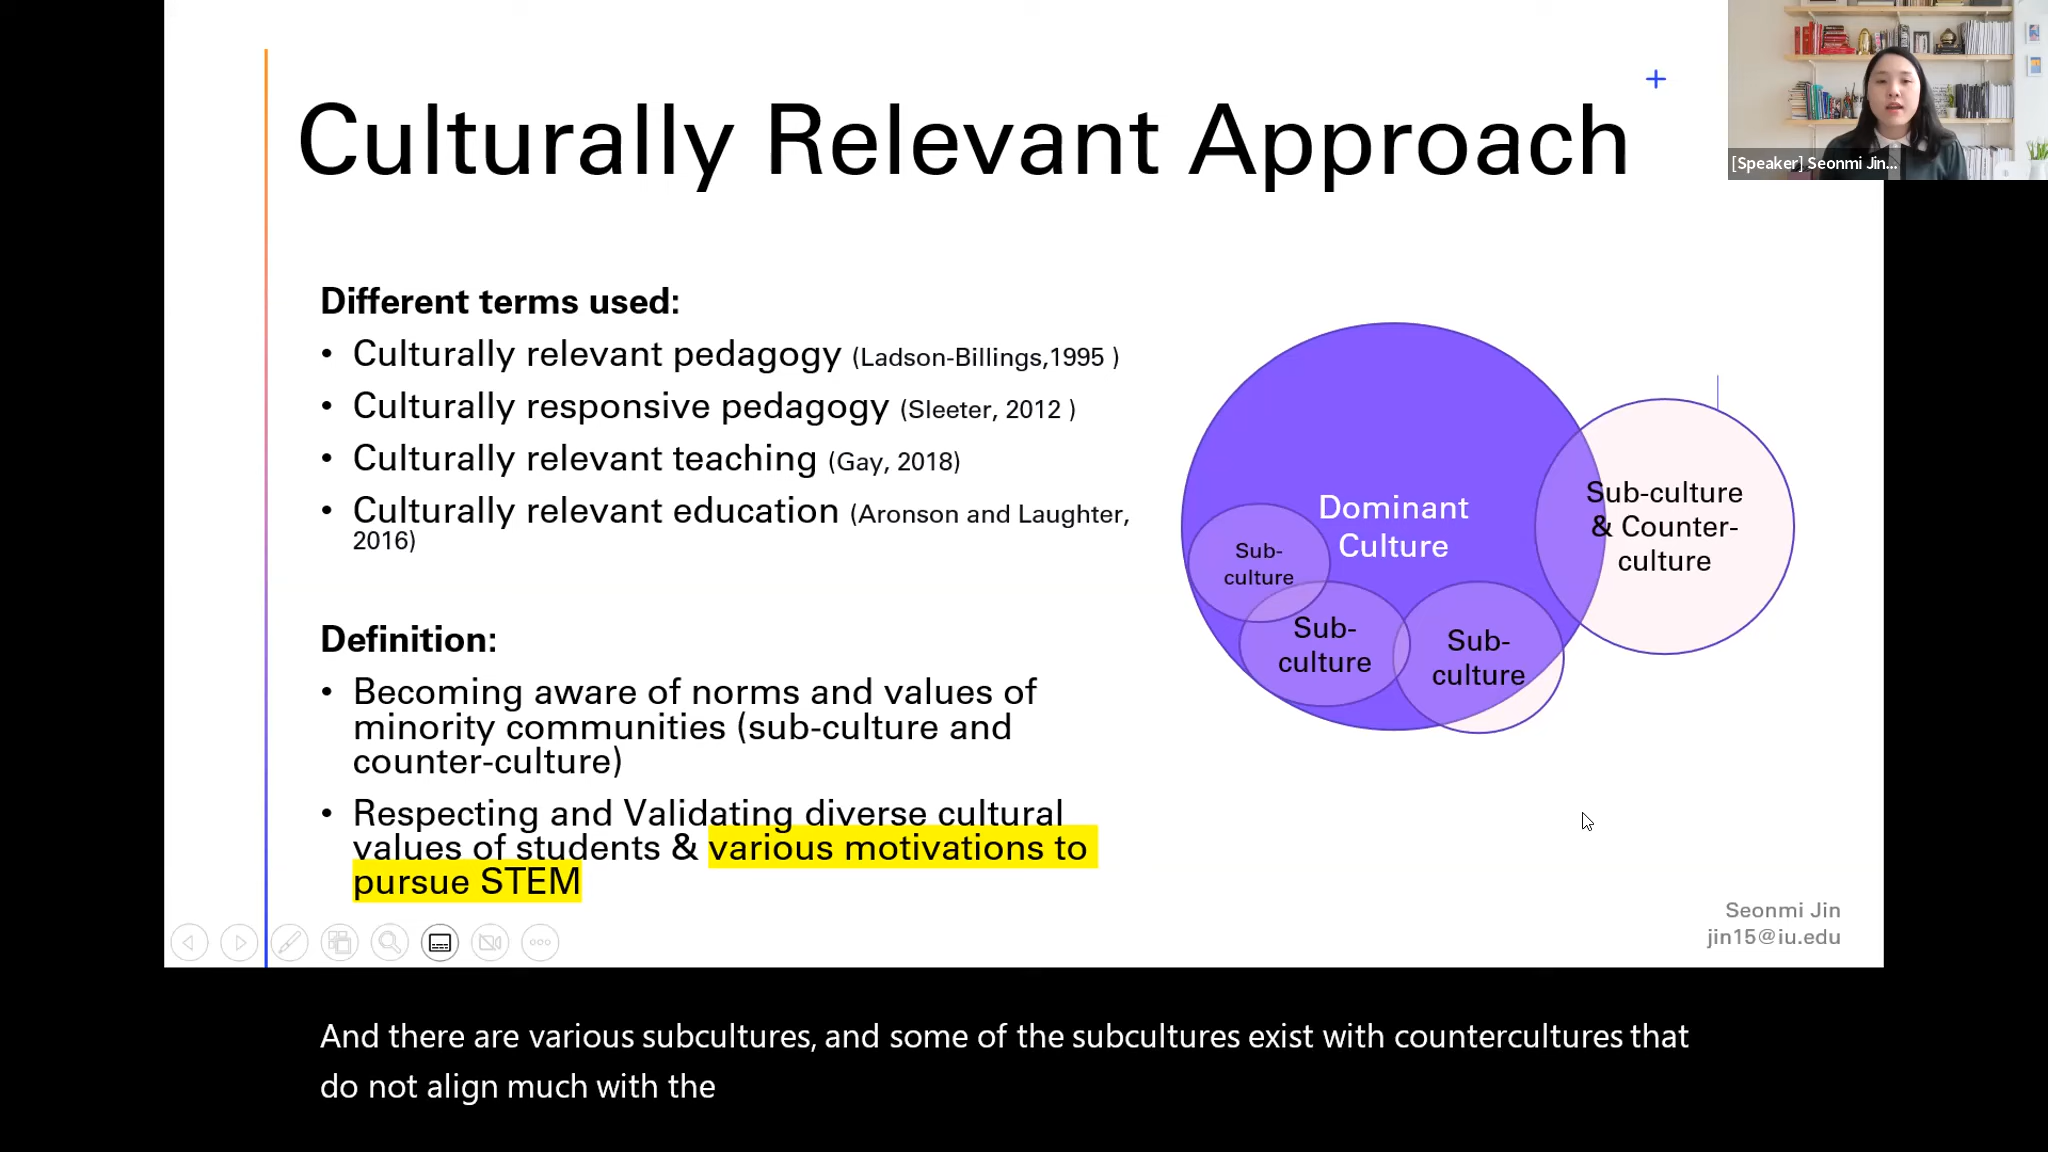 Culturally Relevant Approach
[Speaker] Seonmi Jin...
Different terms used:
• Culturally relevant pedagogy (Ladson-Billings,1995 )
• Culturally responsive pedagogy (Sleeter, 2012 )
• Culturally relevant teaching (Gay, 2018)
• Culturally relevant education (Aronson and Laughter,
2016)
Definition:
• Becoming aware of norms and values of
minority communities (sub-culture and
counter-culture)
• Respecting and Validating diverse cultural
values of students & various motivations to
pursue STEM
Dominant
Culture
Sub-
culture
Sub-
culture
Sub-
culture
Sub-culture
& Counter-
culture
Seonmi Jin
jin15@iu.edu
And there are various subcultures, and some of the subcultures exist with countercultures that
do not align much with the